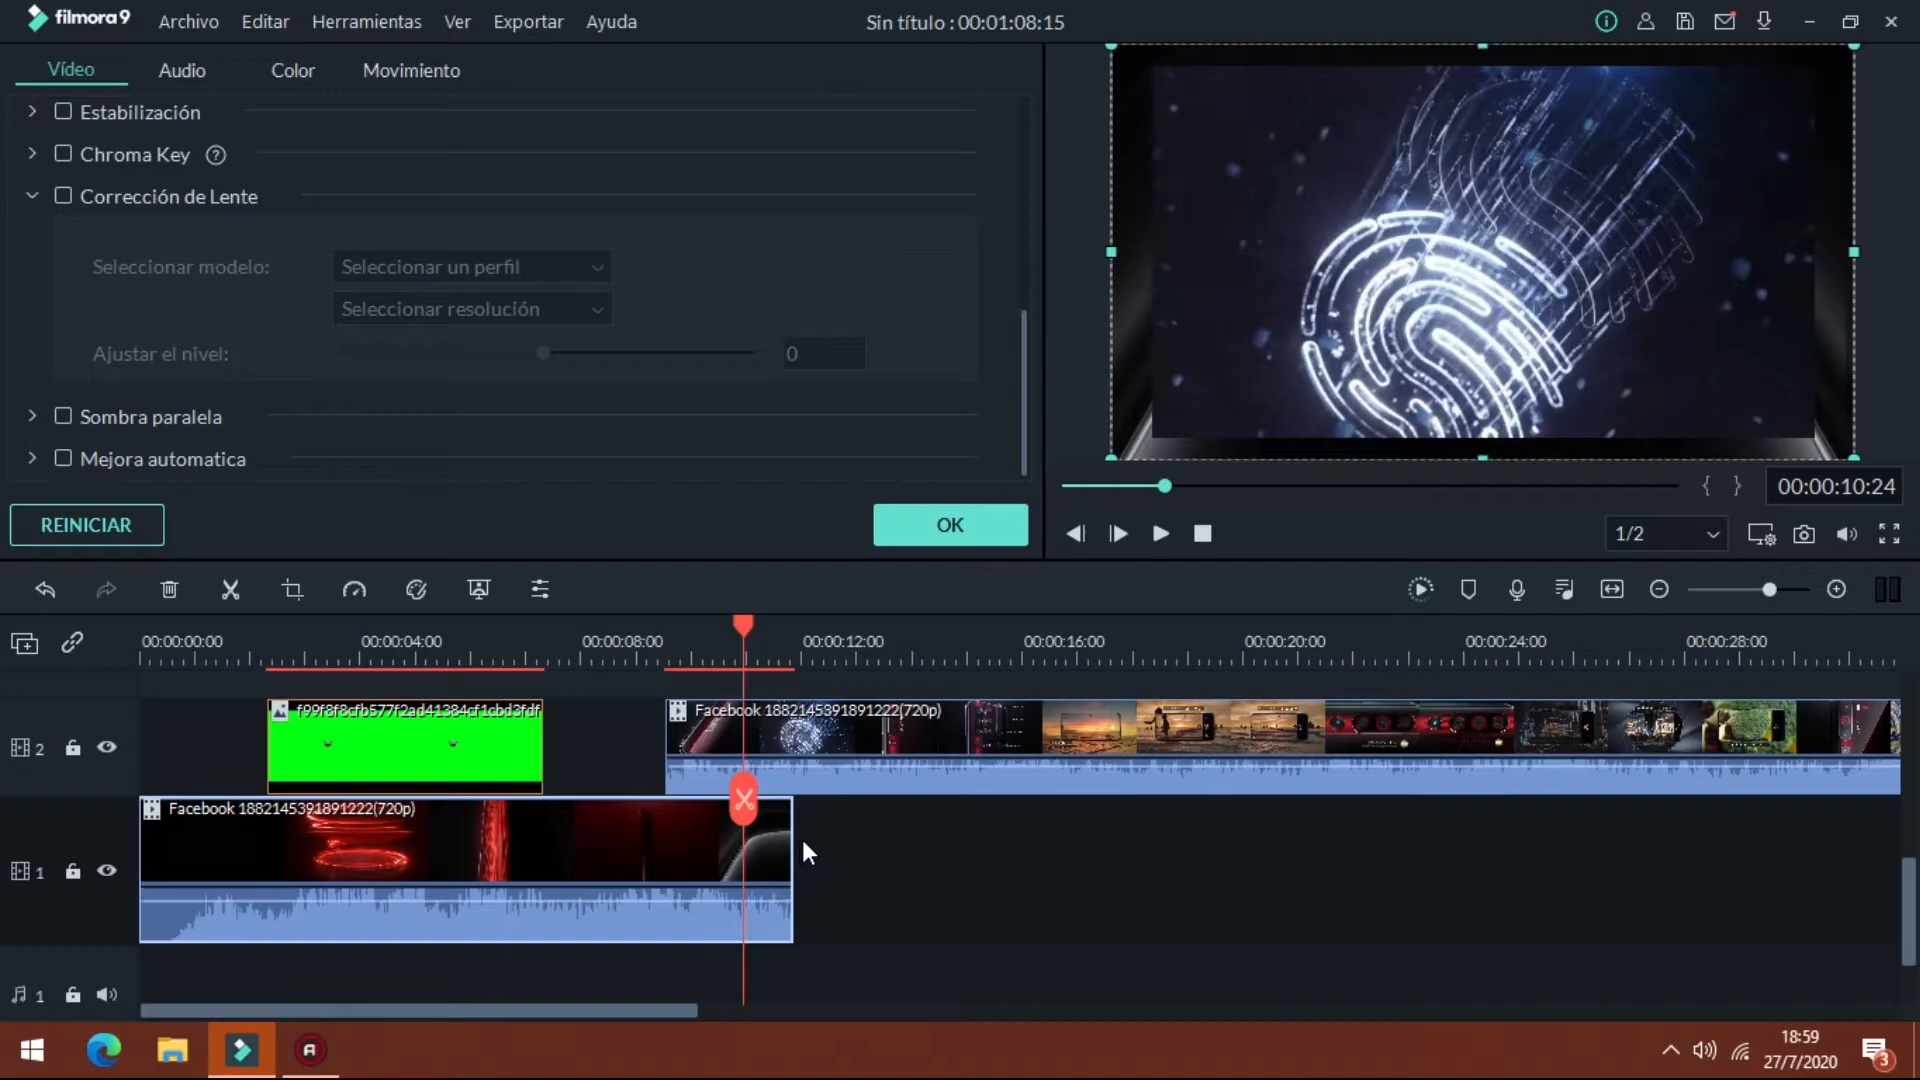 filmora9 Archivo Editar Herramientas Ver Exportar Ayuda Sin título : 00:01:08:15
Vídeo Audio Color Movimiento
Estabilización
Chroma Key ?
Corrección de Lente
Seleccionar modelo: Seleccionar un perfil
Seleccionar resolución
Ajustar el nivel: 0
Sombra paralela
Mejora automatica
REINICIAR OK
{ } 00:00:10:24
1/2
00:00:00:00 00:00:04:00 00:00:08:00 00:00:12:00 00:00:16:00 00:00:20:00 00:00:24:00 00:00:28:00
f99f8f8cfb577f2ad41384cf1cbd3fdf Facebook 1882145391891222(720p)
2
Facebook 1882145391891222(720p)
1
1
18:59
27/7/2020
3